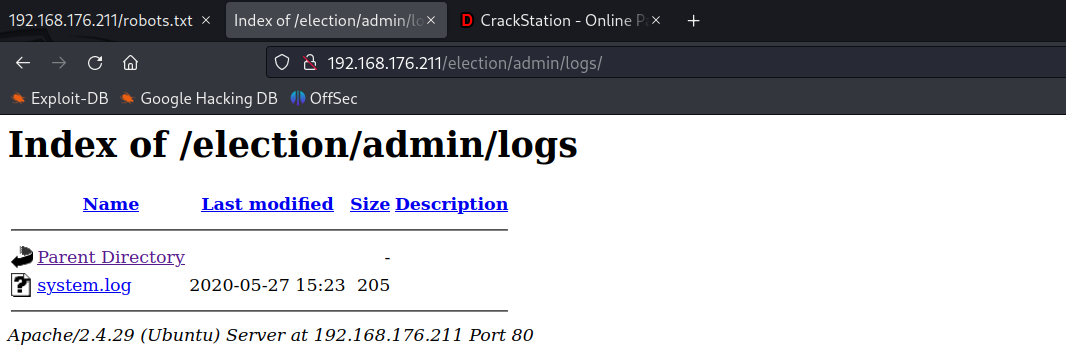 192.168.176.211/robots.txt × Index of /election/admin/lo × D CrackStation - Online P × +
192.168.176.211/election/admin/logs/
Exploit-DB Google Hacking DB OffSec
Index of /election/admin/logs
Name Last modified Size Description
Parent Directory -
? system.log 2020-05-27 15:23 205
Apache/2.4.29 (Ubuntu) Server at 192.168.176.211 Port 80